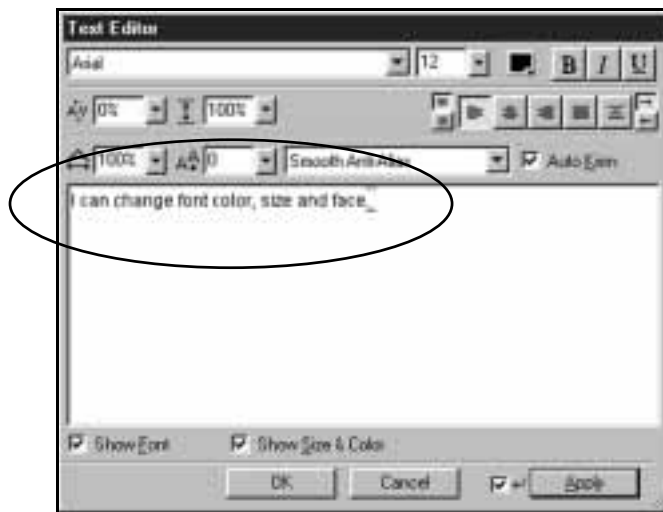 Text Editor
Arial 12 B I U
0% 100%
100% 0 Smooth Anti-Alias Auto Kern
I can change font color, size and face_
Show Font Show Size & Color
OK Cancel Apply